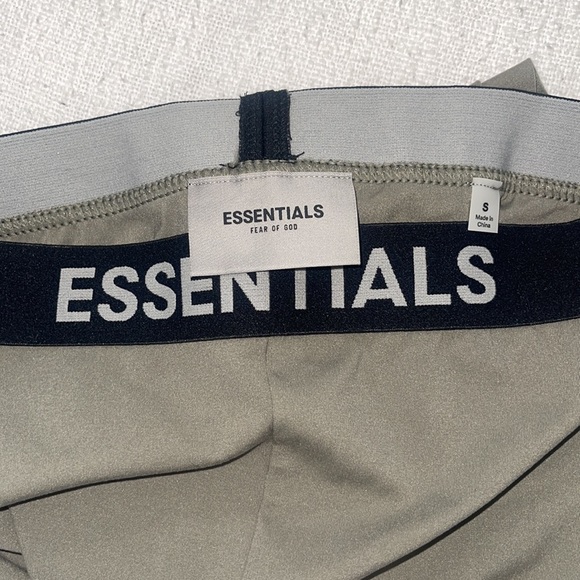 ESSENTIALS
FEAR OF GOD
S
Made in
China
ESSENTIALS